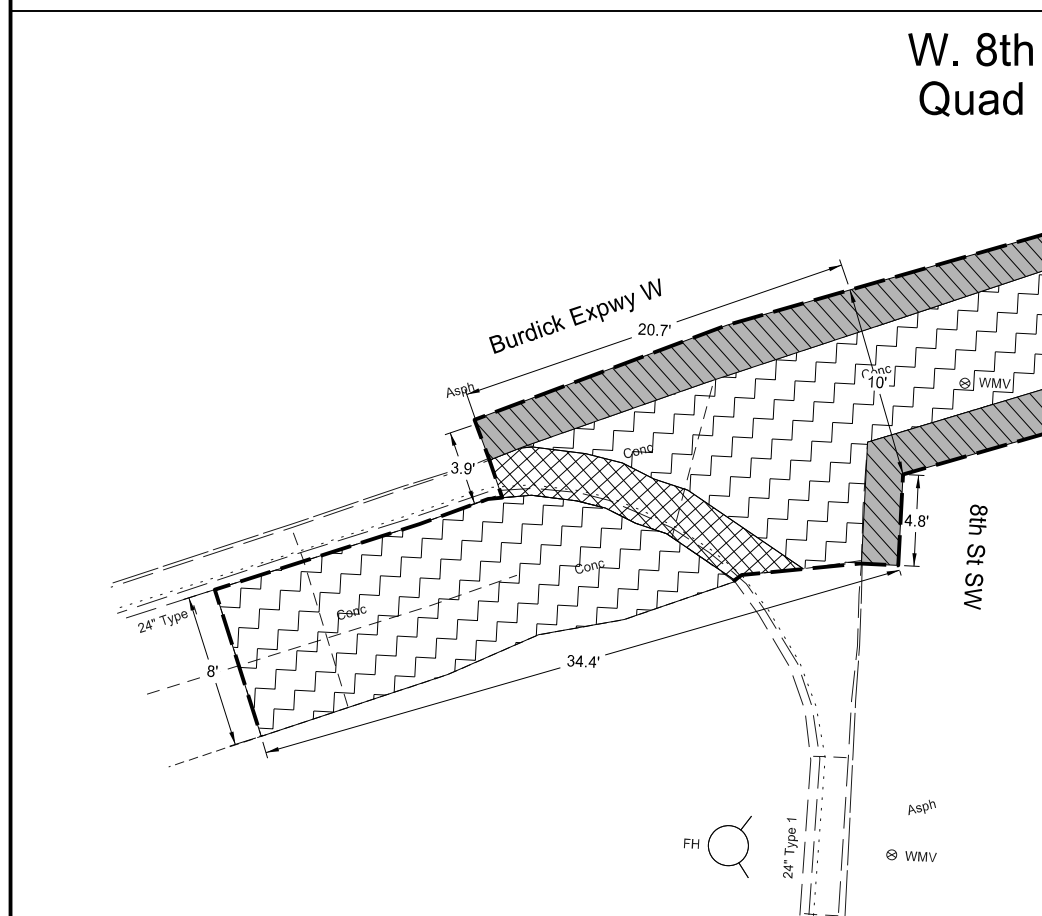 W. 8th
Quad
Burdick Expwy W
20.7'
Asph
Conc
10'
WMV
Conc
3.9'
4.8'
8th St SW
Conc
24" Type
Conc
8'
34.4'
Asph
24" Type 1
FH
WMV